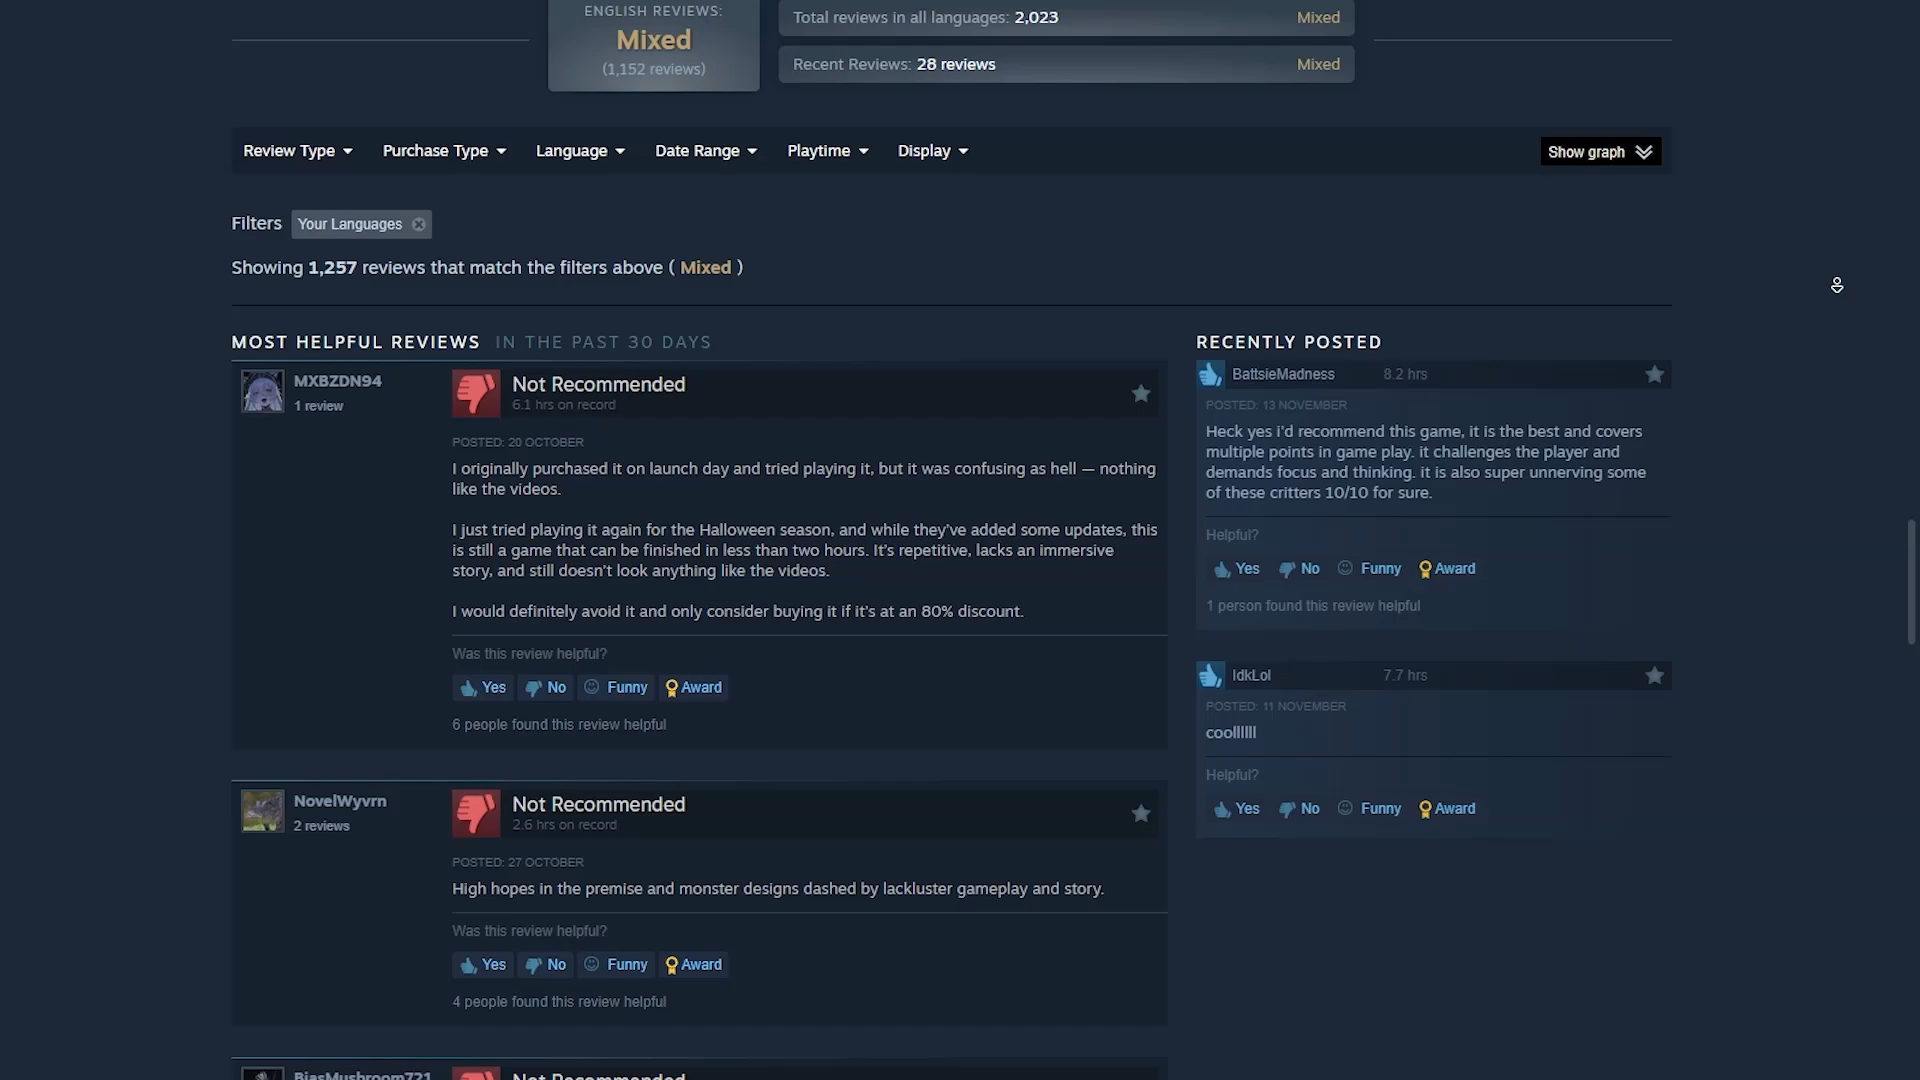 ENGLISH REVIEWS:
Mixed
(1,152 reviews)
Total reviews in all languages: 2,023 Mixed
Recent Reviews: 28 reviews Mixed
Review Type Purchase Type Language Date Range Playtime Display Show graph
Filters Your Languages
Showing 1,257 reviews that match the filters above ( Mixed )
MOST HELPFUL REVIEWS IN THE PAST 30 DAYS
MXBZDN94
1 review
Not Recommended
6.1 hrs on record
POSTED: 20 OCTOBER
I originally purchased it on launch day and tried playing it, but it was confusing as hell — nothing
like the videos.
I just tried playing it again for the Halloween season, and while they've added some updates, this
is still a game that can be finished in less than two hours. It's repetitive, lacks an immersive
story, and still doesn't look anything like the videos.
I would definitely avoid it and only consider buying it if it's at an 80% discount.
Was this review helpful?
Yes No Funny Award
6 people found this review helpful
NovelWyvrn
2 reviews
Not Recommended
2.6 hrs on record
POSTED: 27 OCTOBER
High hopes in the premise and monster designs dashed by lackluster gameplay and story.
Was this review helpful?
Yes No Funny Award
4 people found this review helpful
BiasMushroom721
Not Recommended
RECENTLY POSTED
BattsieMadness 8.2 hrs
POSTED: 13 NOVEMBER
Heck yes i'd recommend this game, it is the best and covers
multiple points in game play. it challenges the player and
demands focus and thinking. it is also super unnerving some
of these critters 10/10 for sure.
Helpful?
Yes No Funny Award
1 person found this review helpful
IdkLol 7.7 hrs
POSTED: 11 NOVEMBER
coollllll
Helpful?
Yes No Funny Award